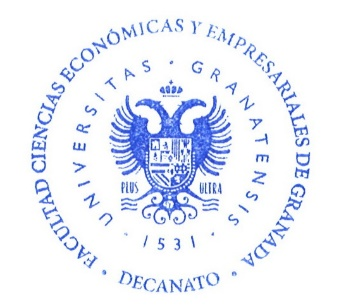 FACULTAD CIENCIAS ECONÓMICAS Y EMPRESARIALES DE GRANADA
· DECANATO ·
UNIVERSITAS · GRANATENSIS
· 1531 ·
PLUS ULTRA